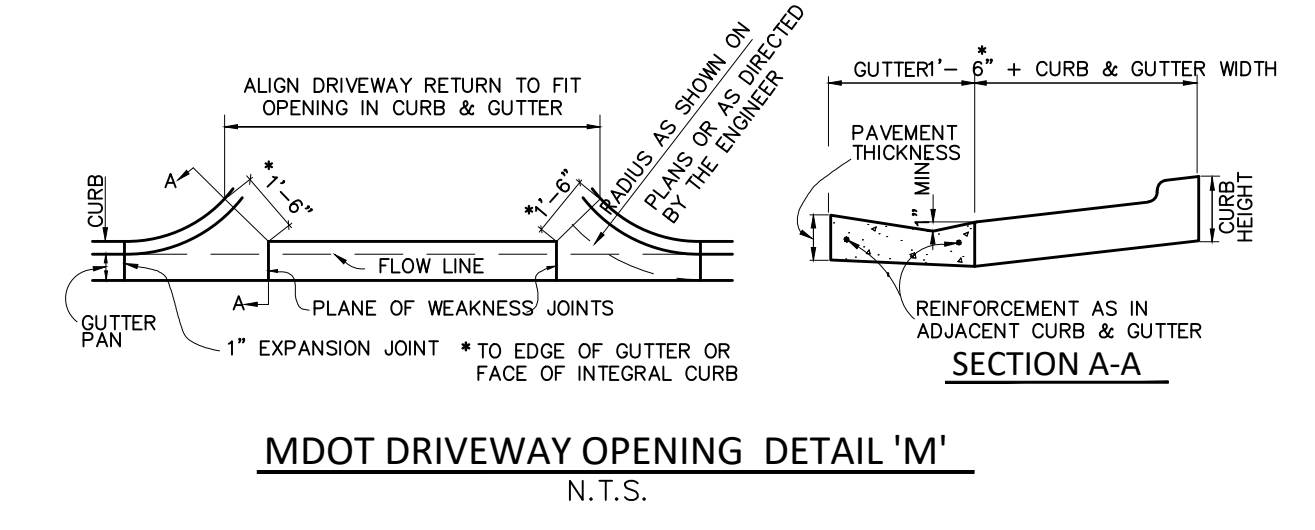 ALIGN DRIVEWAY RETURN TO FIT
OPENING IN CURB & GUTTER
RADIUS AS SHOWN ON
PLANS OR AS DIRECTED
BY THE ENGINEER
A
*1'-6"
*1'-6"
CURB
FLOW LINE
A
PLANE OF WEAKNESS JOINTS
GUTTER
PAN
1" EXPANSION JOINT
* TO EDGE OF GUTTER OR
FACE OF INTEGRAL CURB
*
GUTTER 1'- 6" + CURB & GUTTER WIDTH
PAVEMENT
THICKNESS
1" MIN
CURB
HEIGHT
REINFORCEMENT AS IN
ADJACENT CURB & GUTTER
SECTION A-A
MDOT DRIVEWAY OPENING DETAIL 'M'
N.T.S.